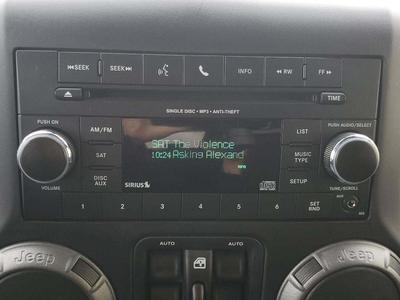 SEEK
SEEK
INFO
RW
FF
SINGLE DISC • MP3 • ANTI-THEFT
TIME
PUSH ON
VOLUME
AM/FM
SAT
DISC
AUX
SAT The Violence
10:24 Asking Alexand
SIRIUS
LIST
MUSIC
TYPE
SETUP
PUSH AUDIO/SELECT
TUNE/SCROLL
1 2 3 4 5 6
SET
RND
AUTO AUTO
Jeep
Jeep